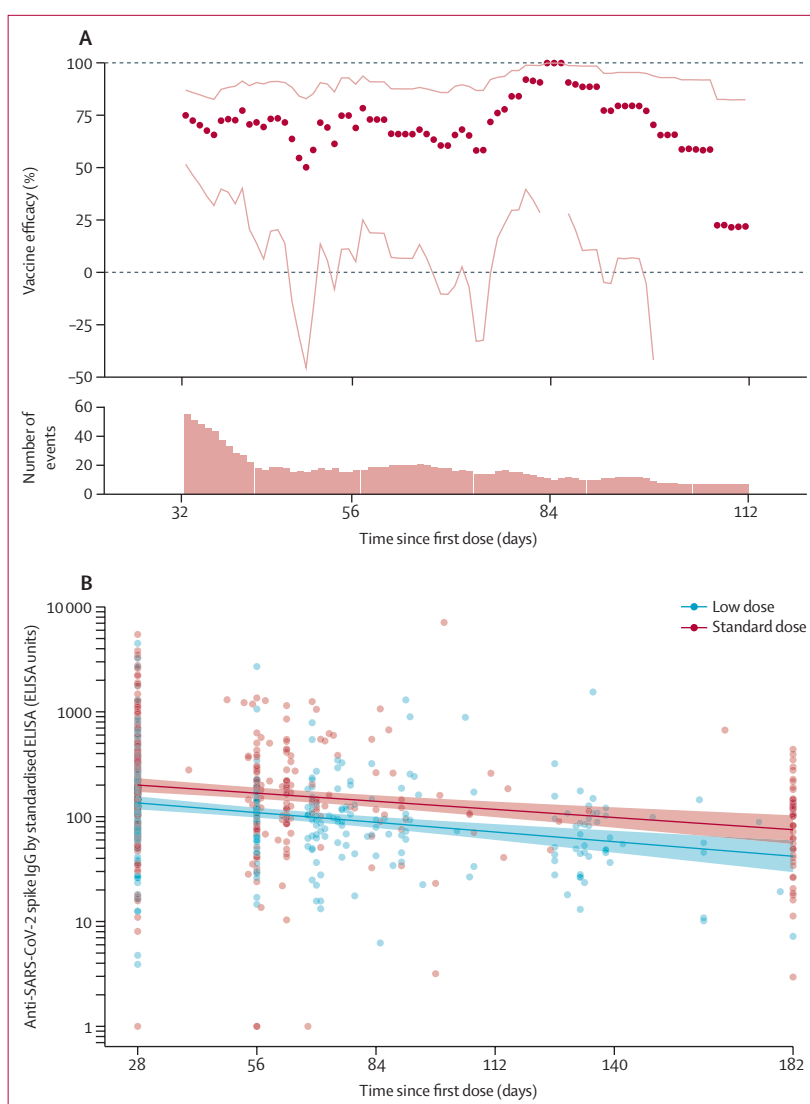 A
100
75
50
25
0
−25
−50
Vaccine efficacy (%)
60
40
20
0
Number of
events
32
56
84
112
Time since first dose (days)
B
Low dose
Standard dose
10 000
1000
100
10
1
Anti-SARS-CoV-2 spike IgG by standardised ELISA (ELISA units)
28
56
84
112
140
182
Time since first dose (days)